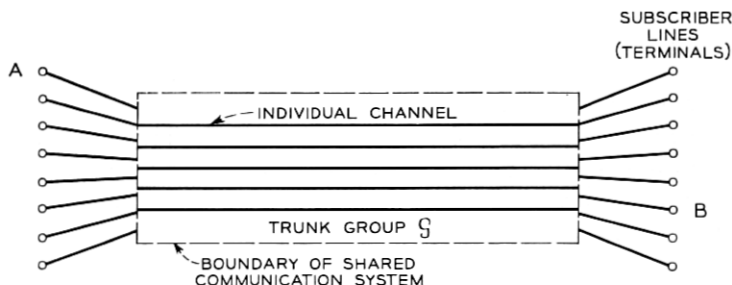 SUBSCRIBER
LINES
(TERMINALS)
A
INDIVIDUAL CHANNEL
B
TRUNK GROUP G
BOUNDARY OF SHARED
COMMUNICATION SYSTEM